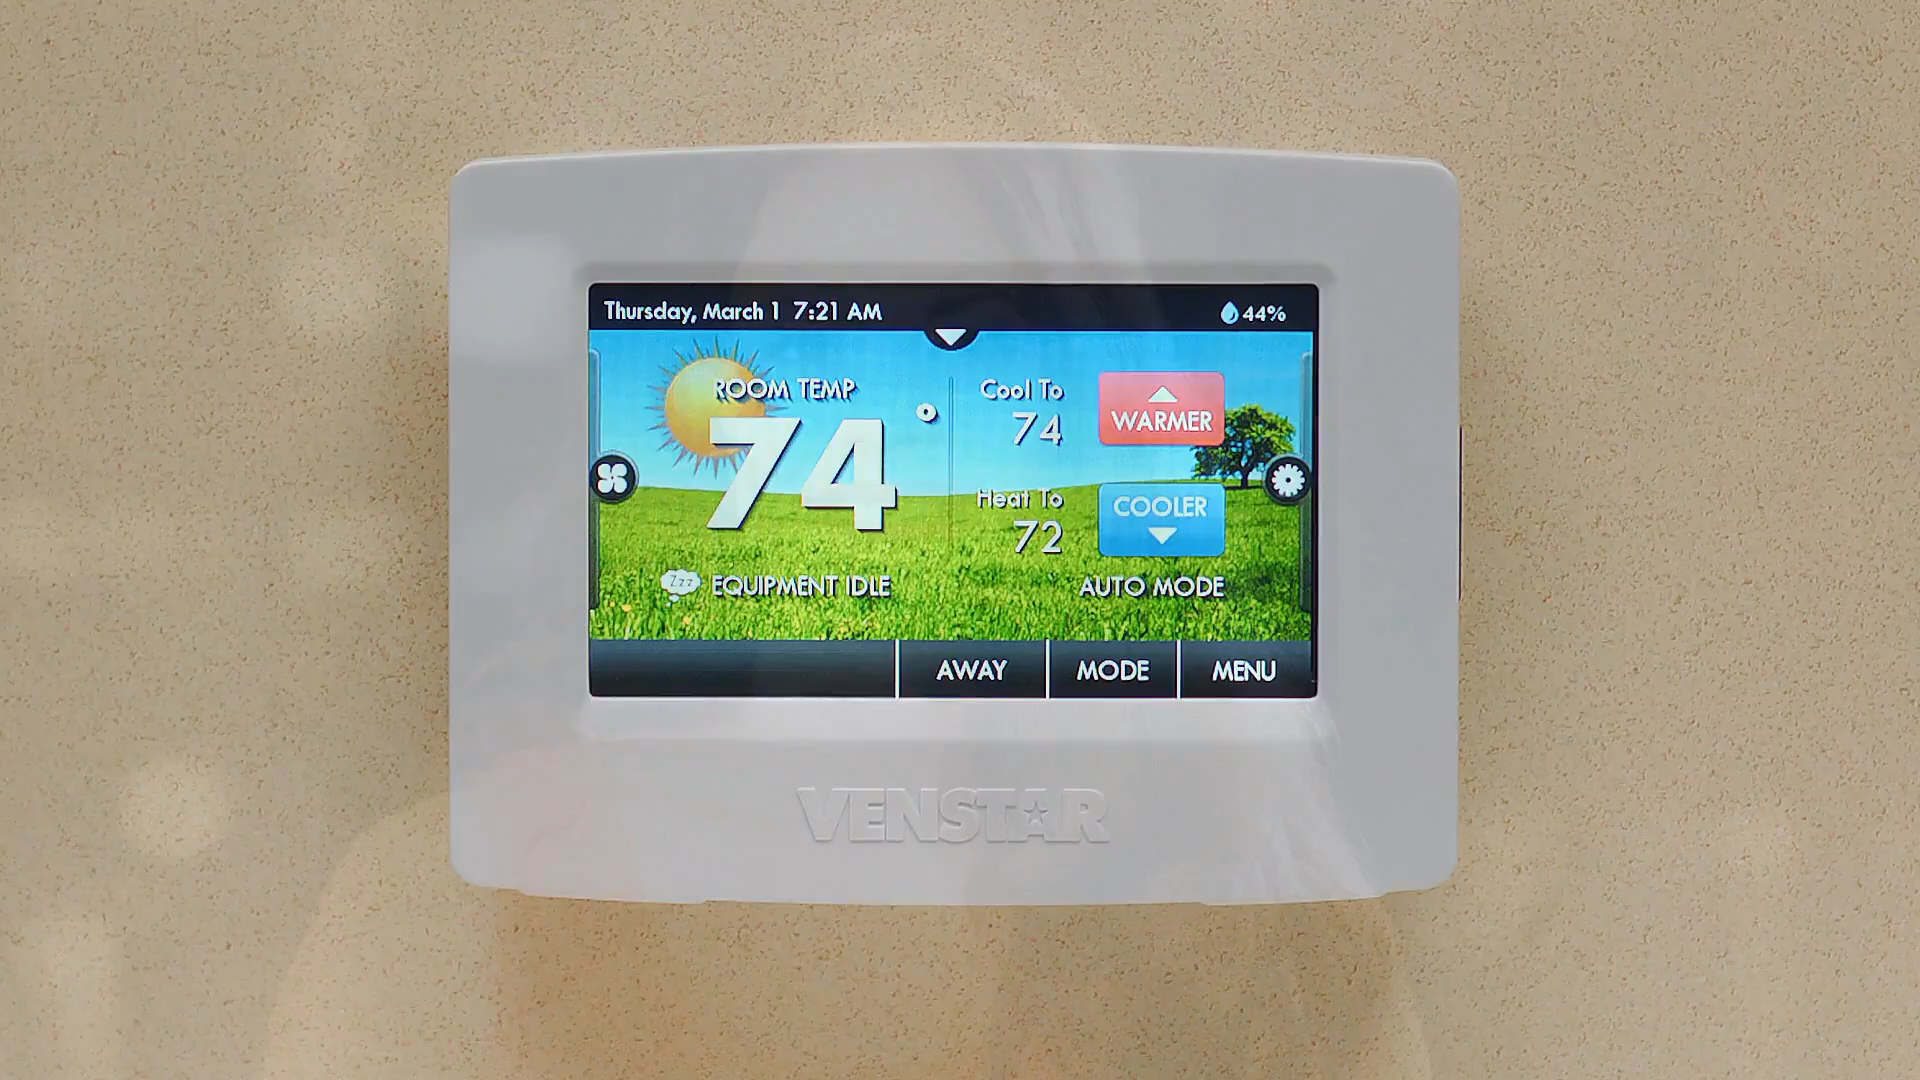 Thursday, March 1 7:21 AM
44%
ROOM TEMP
74°
Cool To
74
WARMER
Heat To
72
COOLER
Zzz
EQUIPMENT IDLE
AUTO MODE
AWAY
MODE
MENU
VENSTAR